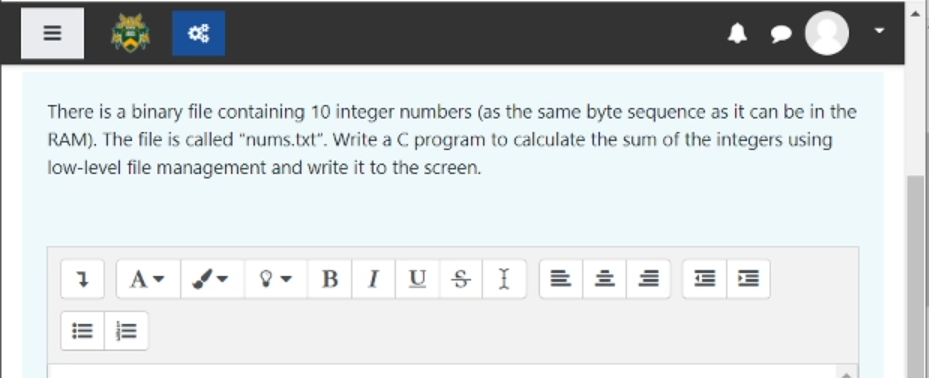 There is a binary file containing 10 integer numbers (as the same byte sequence as it can be in the
RAM). The file is called "nums.txt". Write a C program to calculate the sum of the integers using
low-level file management and write it to the screen.
A B I U S